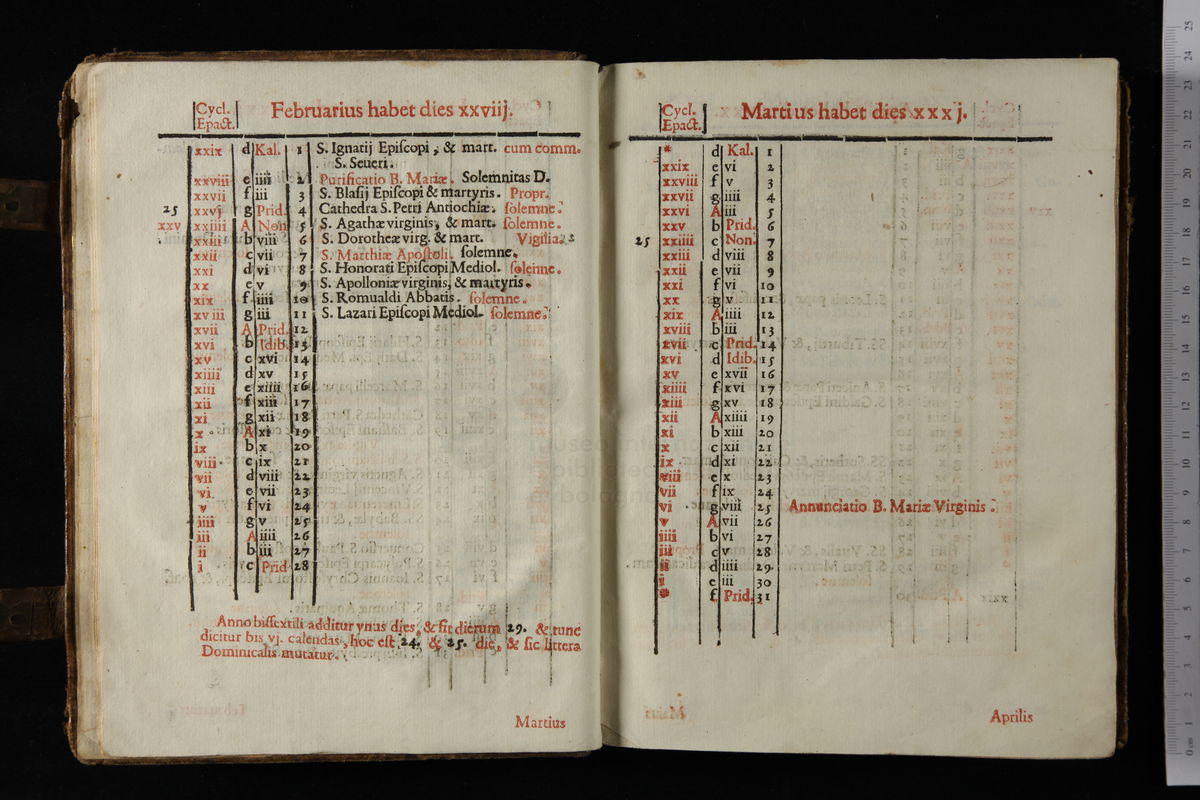 Cycl.
Epact.
Februarius habet dies xxviij.
xxix d Kal. 1 S. Ignatij Epiſcopi, & mart. cum comm.
S. Seueri.
xxviii e iiii 2 Purificatio B. Mariæ. Solemnitas D.
xxvii f iii 3 S. Blaſij Epiſcopi & martyris. Propr.
25 xxvj g Prid. 4 Cathedra S. Petri Antiochiæ. ſolemne.
xxv xxiiii A Non 5 S. Agathæ virginis, & mart. ſolemne.
xxiii b viii 6 S. Dorotheæ virg. & mart. Vigilia.
xxii c vii 7 S. Matthiæ Apoſtoli. ſolemne.
xxi d vi 8 S. Honorati Epiſcopi Mediol. ſolemne.
xx e v 9 S. Apolloniæ virginis, & martyris.
xix f iiii 10 S. Romualdi Abbatis. ſolemne.
xviii g iii 11 S. Lazari Epiſcopi Mediol. ſolemne.
xvii A Prid. 12
xvi b Idib. 13
xv c xvi 14
xiiii d xv 15
xiii e xiiii 16
xii f xiii 17
xi g xii 18
x A xi 19
ix b x 20
viii c ix 21
vii d viii 22
vi e vii 23
v f vi 24
iiii g v 25
iii A iiii 26
ii b iii 27
i c Prid 28
Anno biſſextili additur vnus dies, & ſit dierum 29. & tunc
dicitur bis vj. calendas, hoc est 24. & 25. die, & ſic littera
Dominicalis mutatur.
Martius
Cycl.
Epact.
Martius habet dies xxxj.
* d Kal. 1
xxix e vi 2
xxviii f v 3
xxvii g iiii 4
xxvi A iii 5
xxv b Prid. 6
25 xxiiii c Non. 7
xxiii d viii 8
xxii e vii 9
xxi f vi 10
xx g v 11
xix A iiii 12
xviii b iii 13
xvii c Prid. 14
xvi d Idib. 15
xv e xvii 16
xiiii f xvi 17
xiii g xv 18
xii A xiiii 19
xi b xiii 20
x c xii 21
ix d xi 22
viii e x 23
vii f ix 24
vi g viii 25 Annunciatio B. Mariæ Virginis.
v A vii 26
iiii b vi 27
iii c v 28
ii d iiii 29
i e iii 30
* f Prid. 31
Aprilis